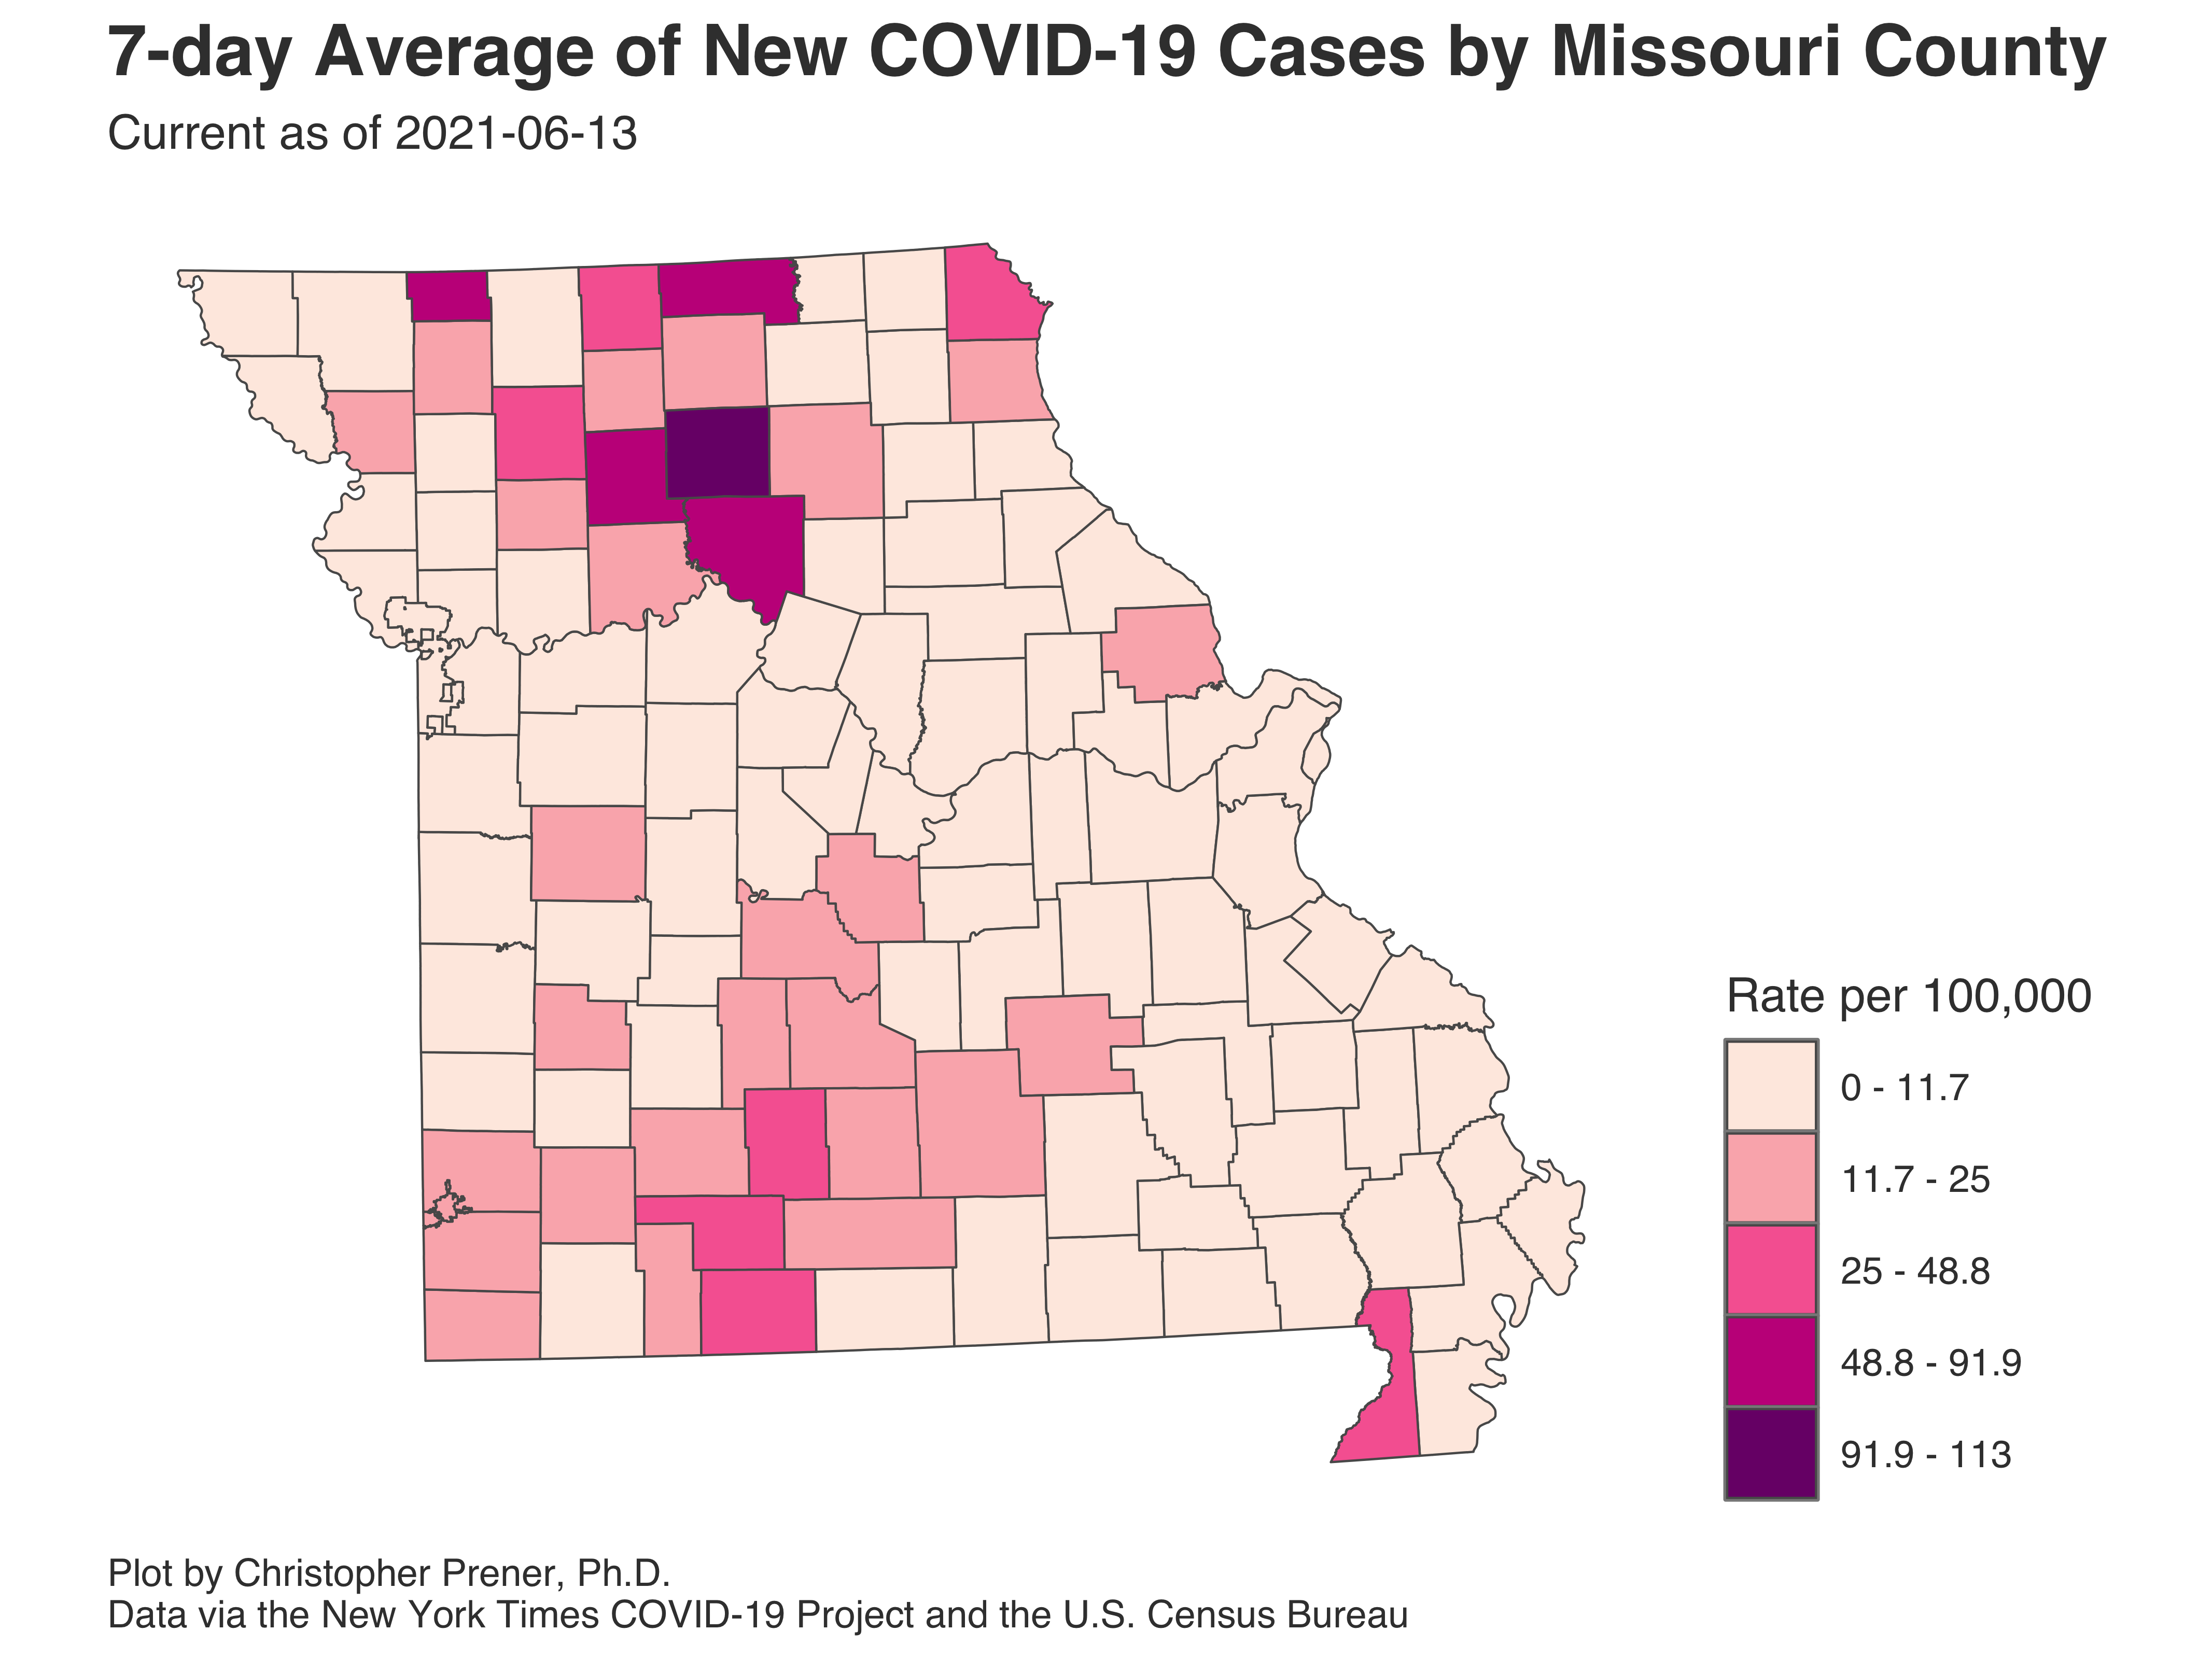 7-day Average of New COVID-19 Cases by Missouri County
Current as of 2021-06-13
Rate per 100,000
0 - 11.7
11.7 - 25
25 - 48.8
48.8 - 91.9
91.9 - 113
Plot by Christopher Prener, Ph.D.
Data via the New York Times COVID-19 Project and the U.S. Census Bureau